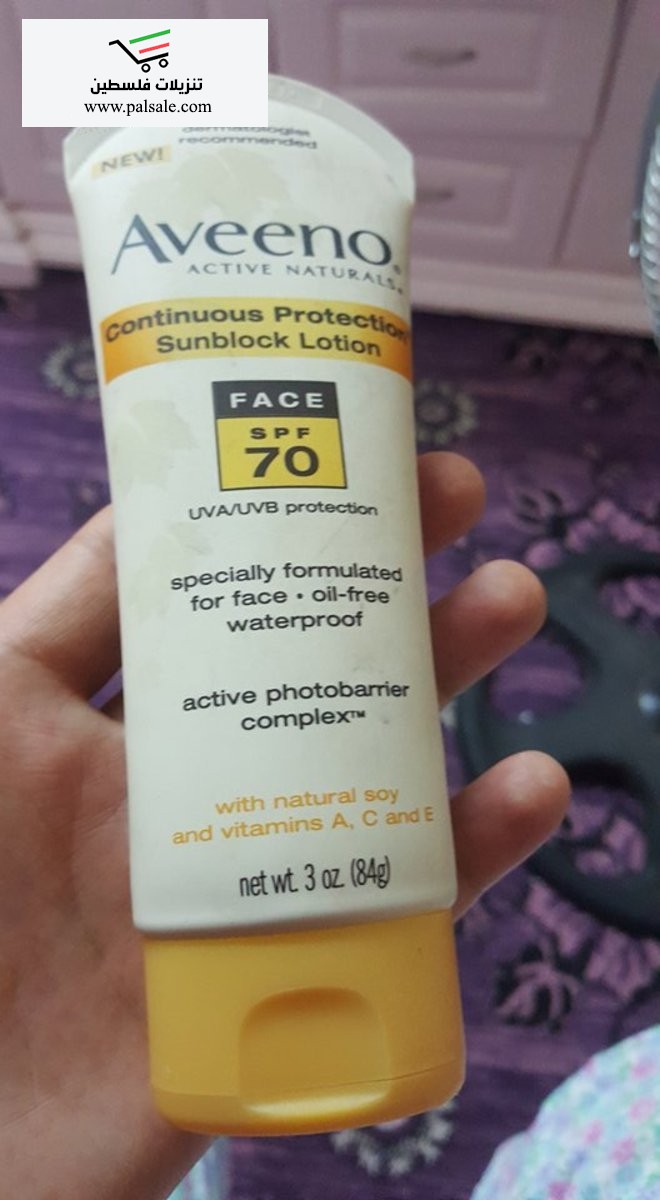 تنزيلات فلسطين
www.palsale.com
dermatologist
recommended
NEW!
Aveeno®
ACTIVE NATURALS®
Continuous Protection®
Sunblock Lotion
FACE
SPF
70
UVA/UVB protection
specially formulated
for face • oil-free
waterproof
active photobarrier
complex™
with natural soy
and vitamins A, C and E
net wt. 3 oz. (84g)